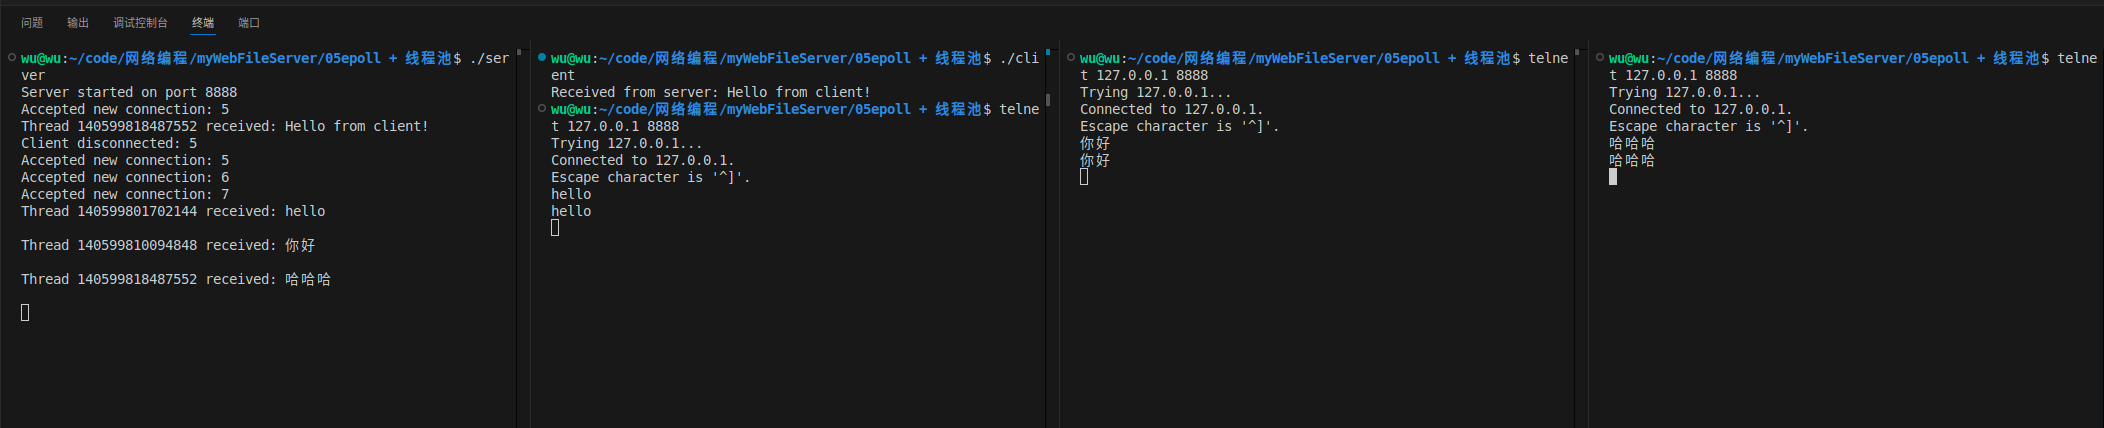 问题 输出 调试控制台 终端 端口
wu@wu:~/code/网络编程/myWebFileServer/05epoll + 线程池$ ./ser
ver
Server started on port 8888
Accepted new connection: 5
Thread 140599818487552 received: Hello from client!
Client disconnected: 5
Accepted new connection: 5
Accepted new connection: 6
Accepted new connection: 7
Thread 140599801702144 received: hello
Thread 140599810094848 received: 你好
Thread 140599818487552 received: 哈哈哈
wu@wu:~/code/网络编程/myWebFileServer/05epoll + 线程池$ ./cli
ent
Received from server: Hello from client!
wu@wu:~/code/网络编程/myWebFileServer/05epoll + 线程池$ telne
t 127.0.0.1 8888
Trying 127.0.0.1...
Connected to 127.0.0.1.
Escape character is '^]'.
hello
hello
wu@wu:~/code/网络编程/myWebFileServer/05epoll + 线程池$ telne
t 127.0.0.1 8888
Trying 127.0.0.1...
Connected to 127.0.0.1.
Escape character is '^]'.
你好
你好
wu@wu:~/code/网络编程/myWebFileServer/05epoll + 线程池$ telne
t 127.0.0.1 8888
Trying 127.0.0.1...
Connected to 127.0.0.1.
Escape character is '^]'.
哈哈哈
哈哈哈